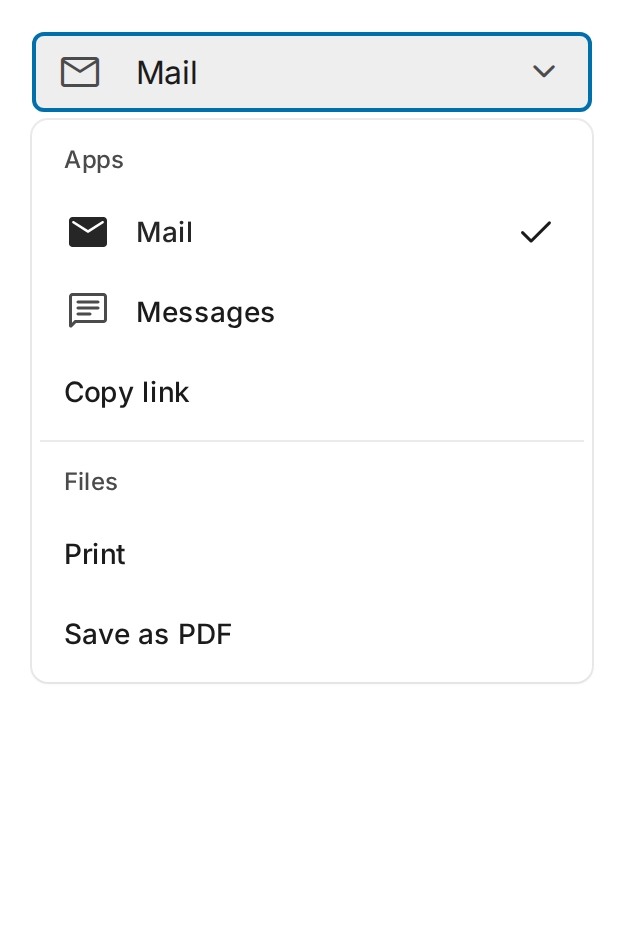 Mail
Apps
Mail
Messages
Copy link
Files
Print
Save as PDF